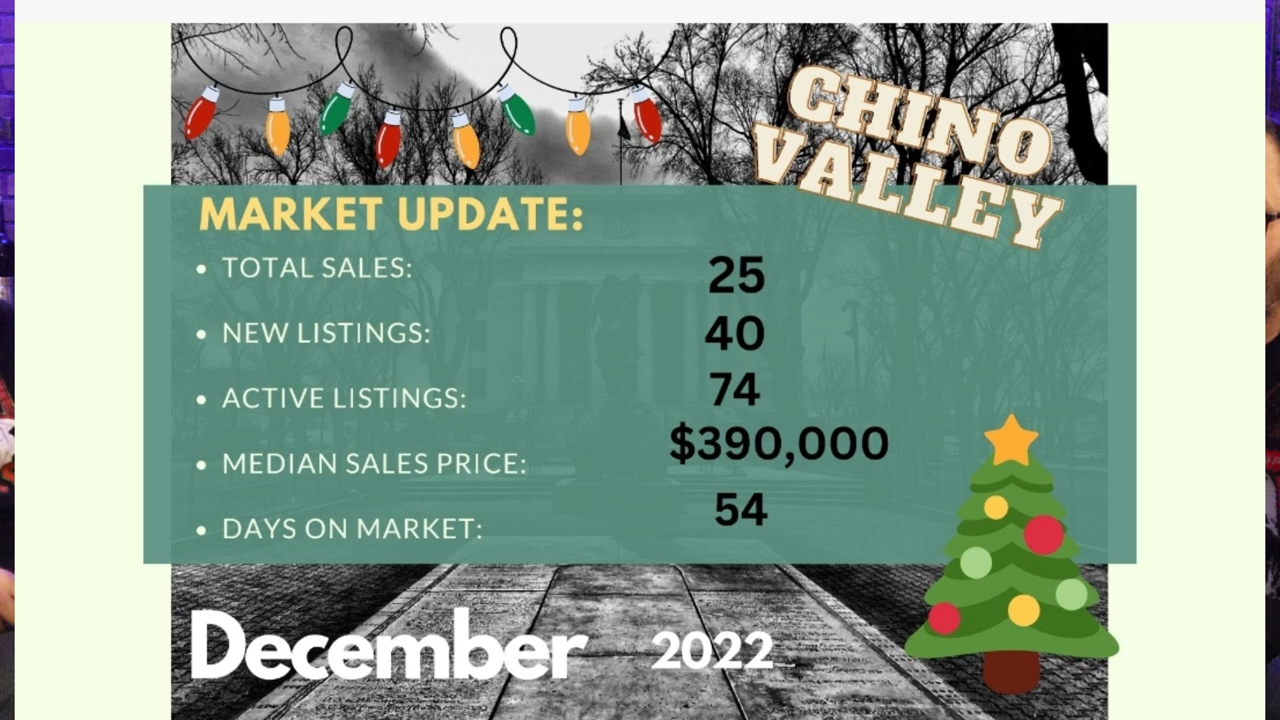 CHINO
VALLEY
MARKET UPDATE:
• TOTAL SALES: 25
• NEW LISTINGS: 40
• ACTIVE LISTINGS: 74
• MEDIAN SALES PRICE: $390,000
• DAYS ON MARKET: 54
December 2022